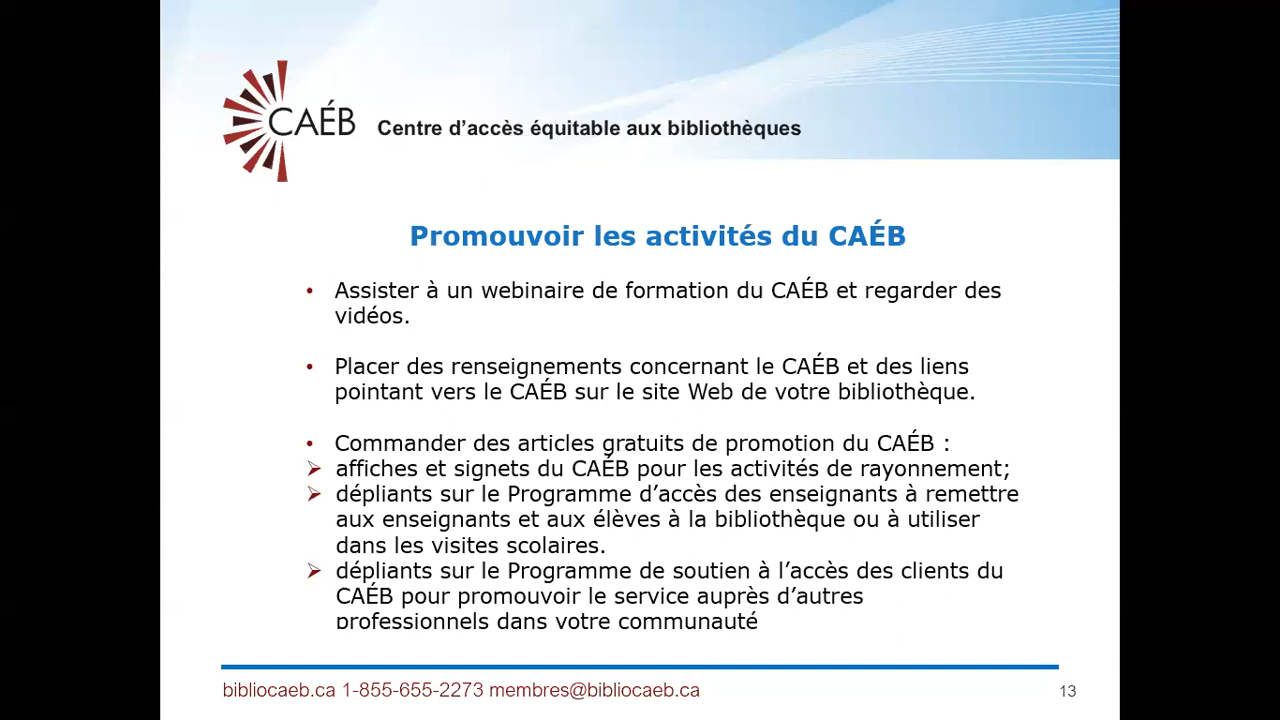 CAÉB
Centre d’accès équitable aux bibliothèques
Promouvoir les activités du CAÉB
• Assister à un webinaire de formation du CAÉB et regarder des
vidéos.
• Placer des renseignements concernant le CAÉB et des liens
pointant vers le CAÉB sur le site Web de votre bibliothèque.
• Commander des articles gratuits de promotion du CAÉB :
➢ affiches et signets du CAÉB pour les activités de rayonnement;
➢ dépliants sur le Programme d’accès des enseignants à remettre
aux enseignants et aux élèves à la bibliothèque ou à utiliser
dans les visites scolaires.
➢ dépliants sur le Programme de soutien à l’accès des clients du
CAÉB pour promouvoir le service auprès d’autres
professionnels dans votre communauté
bibliocaeb.ca 1-855-655-2273 membres@bibliocaeb.ca
13